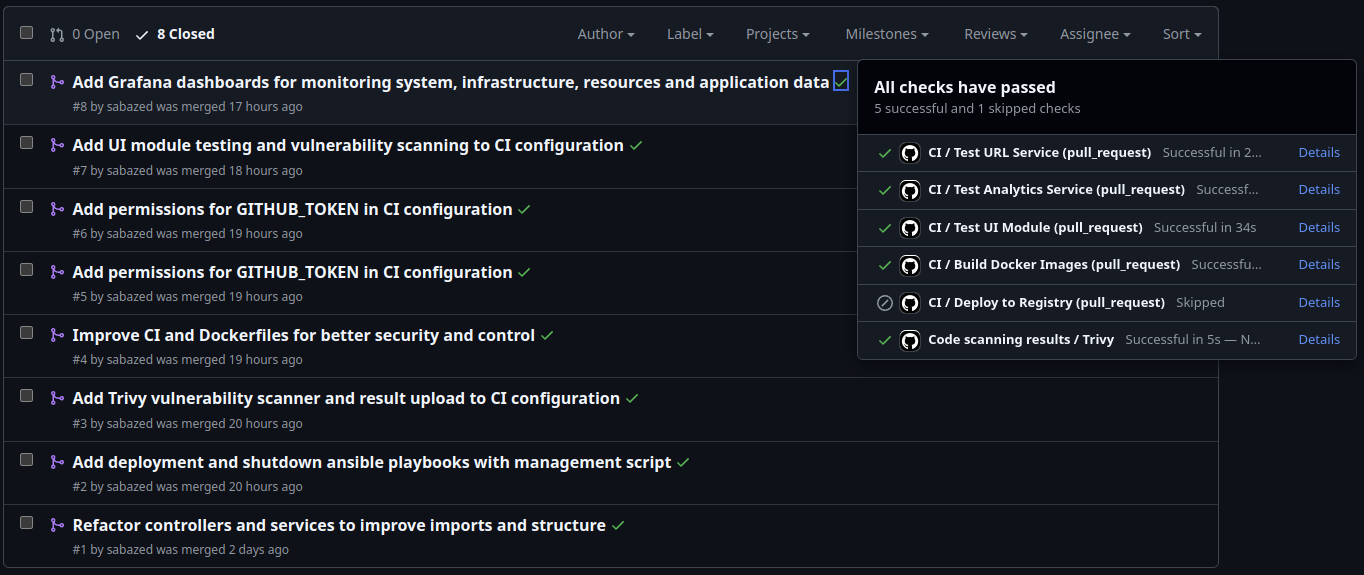 0 Open 8 Closed Author Label Projects Milestones Reviews Assignee Sort
Add Grafana dashboards for monitoring system, infrastructure, resources and application data
#8 by sabazed was merged 17 hours ago
Add UI module testing and vulnerability scanning to CI configuration
#7 by sabazed was merged 18 hours ago
Add permissions for GITHUB_TOKEN in CI configuration
#6 by sabazed was merged 19 hours ago
Add permissions for GITHUB_TOKEN in CI configuration
#5 by sabazed was merged 19 hours ago
Improve CI and Dockerfiles for better security and control
#4 by sabazed was merged 19 hours ago
Add Trivy vulnerability scanner and result upload to CI configuration
#3 by sabazed was merged 20 hours ago
Add deployment and shutdown ansible playbooks with management script
#2 by sabazed was merged 20 hours ago
Refactor controllers and services to improve imports and structure
#1 by sabazed was merged 2 days ago
All checks have passed
5 successful and 1 skipped checks
CI / Test URL Service (pull_request) Successful in 2... Details
CI / Test Analytics Service (pull_request) Successf... Details
CI / Test UI Module (pull_request) Successful in 34s Details
CI / Build Docker Images (pull_request) Successfu... Details
CI / Deploy to Registry (pull_request) Skipped Details
Code scanning results / Trivy Successful in 5s — N... Details